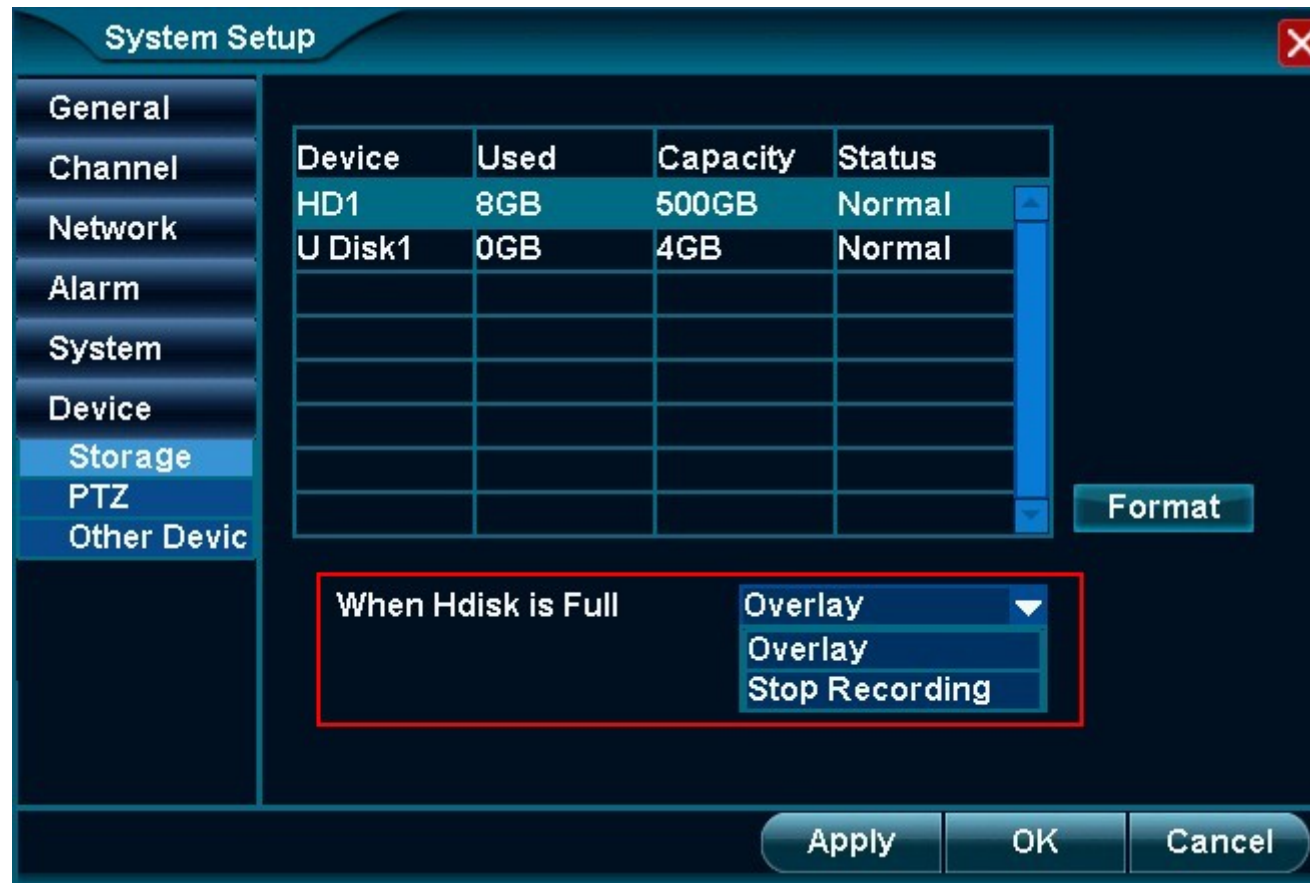 System Setup
General
Channel
Network
Alarm
System
Device
Storage
PTZ
Other Devic
Device Used Capacity Status
HD1 8GB 500GB Normal
U Disk1 0GB 4GB Normal
Format
When Hdisk is Full Overlay
Overlay
Stop Recording
Apply OK Cancel